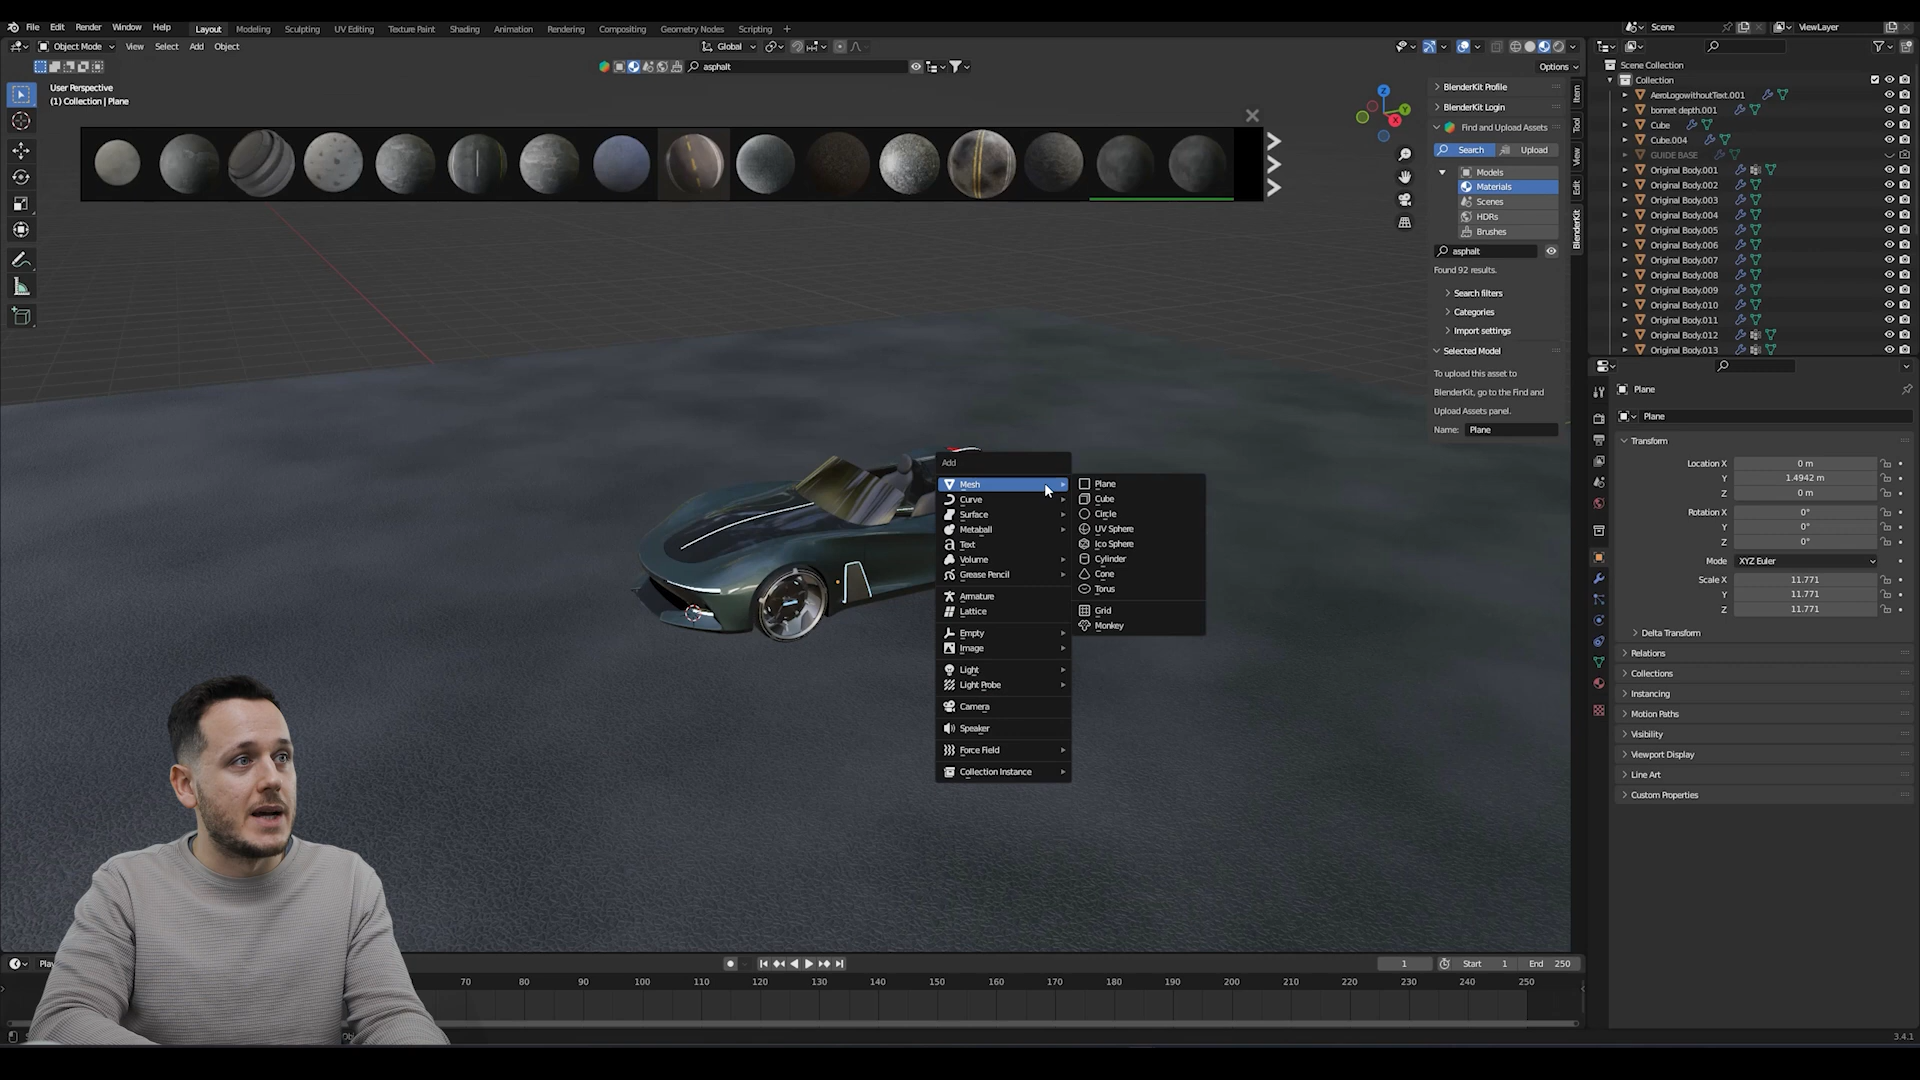 File Edit Render Window Help Layout Modeling Sculpting UV Editing Texture Paint Shading Animation Rendering Compositing Geometry Nodes Scripting +
Scene
ViewLayer
Object Mode View Select Add Object
Global
asphalt
Options
User Perspective
(1) Collection | Plane
BlenderKit Profile
BlenderKit Login
Find and Upload Assets
Search Upload
Models
Materials
Scenes
HDRs
Brushes
asphalt
Found 92 results.
Search filters
Categories
Import settings
Selected Model
To upload this asset to
BlenderKit, go to the Find and
Upload Assets panel.
Name: Plane
Item
Tool
View
Edit
BlenderKit
Z
Y
X
Add
Mesh
Curve
Surface
Metaball
Text
Volume
Grease Pencil
Armature
Lattice
Empty
Image
Light
Light Probe
Camera
Speaker
Force Field
Collection Instance
Plane
Cube
Circle
UV Sphere
Ico Sphere
Cylinder
Cone
Torus
Grid
Monkey
Scene Collection
Collection
AeroLogowithoutText.001
bonnet depth.001
Cube
Cube.004
GUIDE BASE
Original Body.001
Original Body.002
Original Body.003
Original Body.004
Original Body.005
Original Body.006
Original Body.007
Original Body.008
Original Body.009
Original Body.010
Original Body.011
Original Body.012
Original Body.013
Plane
Plane
Transform
Location X 0 m
Y 1.4942 m
Z 0 m
Rotation X 0°
Y 0°
Z 0°
Mode XYZ Euler
Scale X 11.771
Y 11.771
Z 11.771
Delta Transform
Relations
Collections
Instancing
Motion Paths
Visibility
Viewport Display
Line Art
Custom Properties
1 Start 1 End 250
70 80 90 100 110 120 130 140 150 160 170 180 190 200 210 220 230 240 250
3.4.1